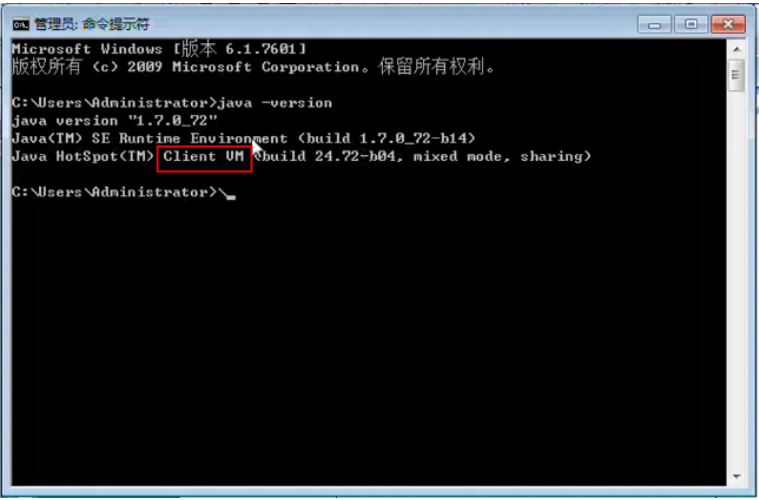 管理员: 命令提示符
Microsoft Windows [版本 6.1.7601]
版权所有 (c) 2009 Microsoft Corporation。保留所有权利。
C:\Users\Administrator>java -version
java version "1.7.0_72"
Java(TM) SE Runtime Environment (build 1.7.0_72-b14)
Java HotSpot(TM) Client VM (build 24.72-b04, mixed mode, sharing)
C:\Users\Administrator>\_